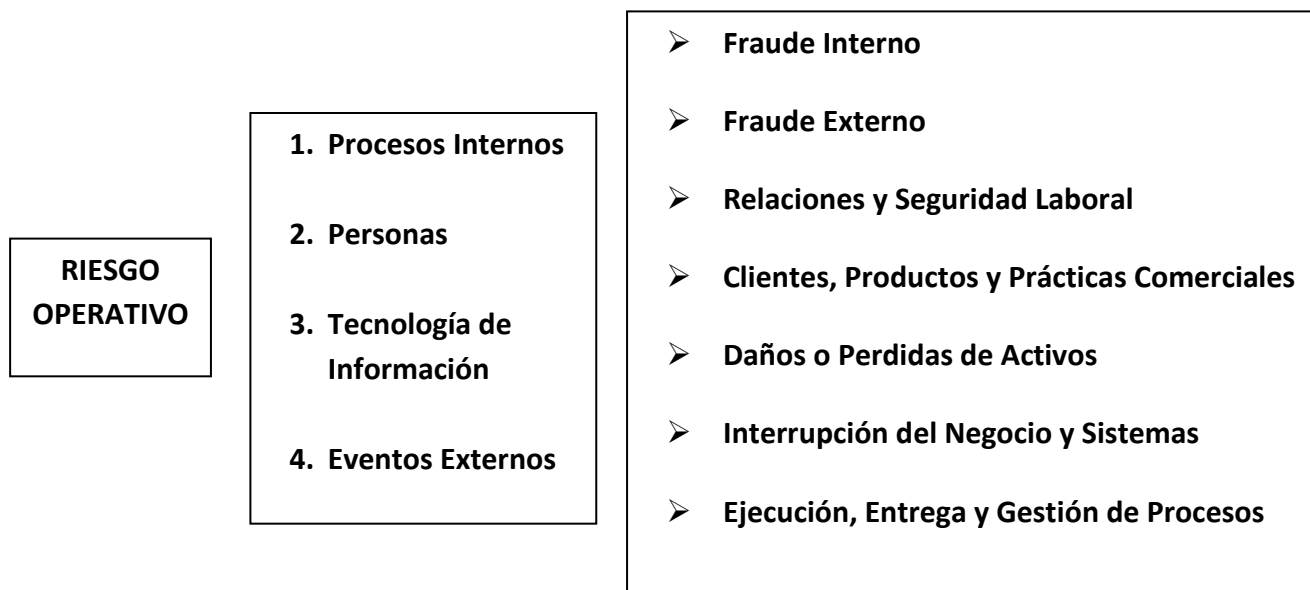 RIESGO
OPERATIVO
1. Procesos Internos
2. Personas
3. Tecnología de
Información
4. Eventos Externos
➢ Fraude Interno
➢ Fraude Externo
➢ Relaciones y Seguridad Laboral
➢ Clientes, Productos y Prácticas Comerciales
➢ Daños o Perdidas de Activos
➢ Interrupción del Negocio y Sistemas
➢ Ejecución, Entrega y Gestión de Procesos